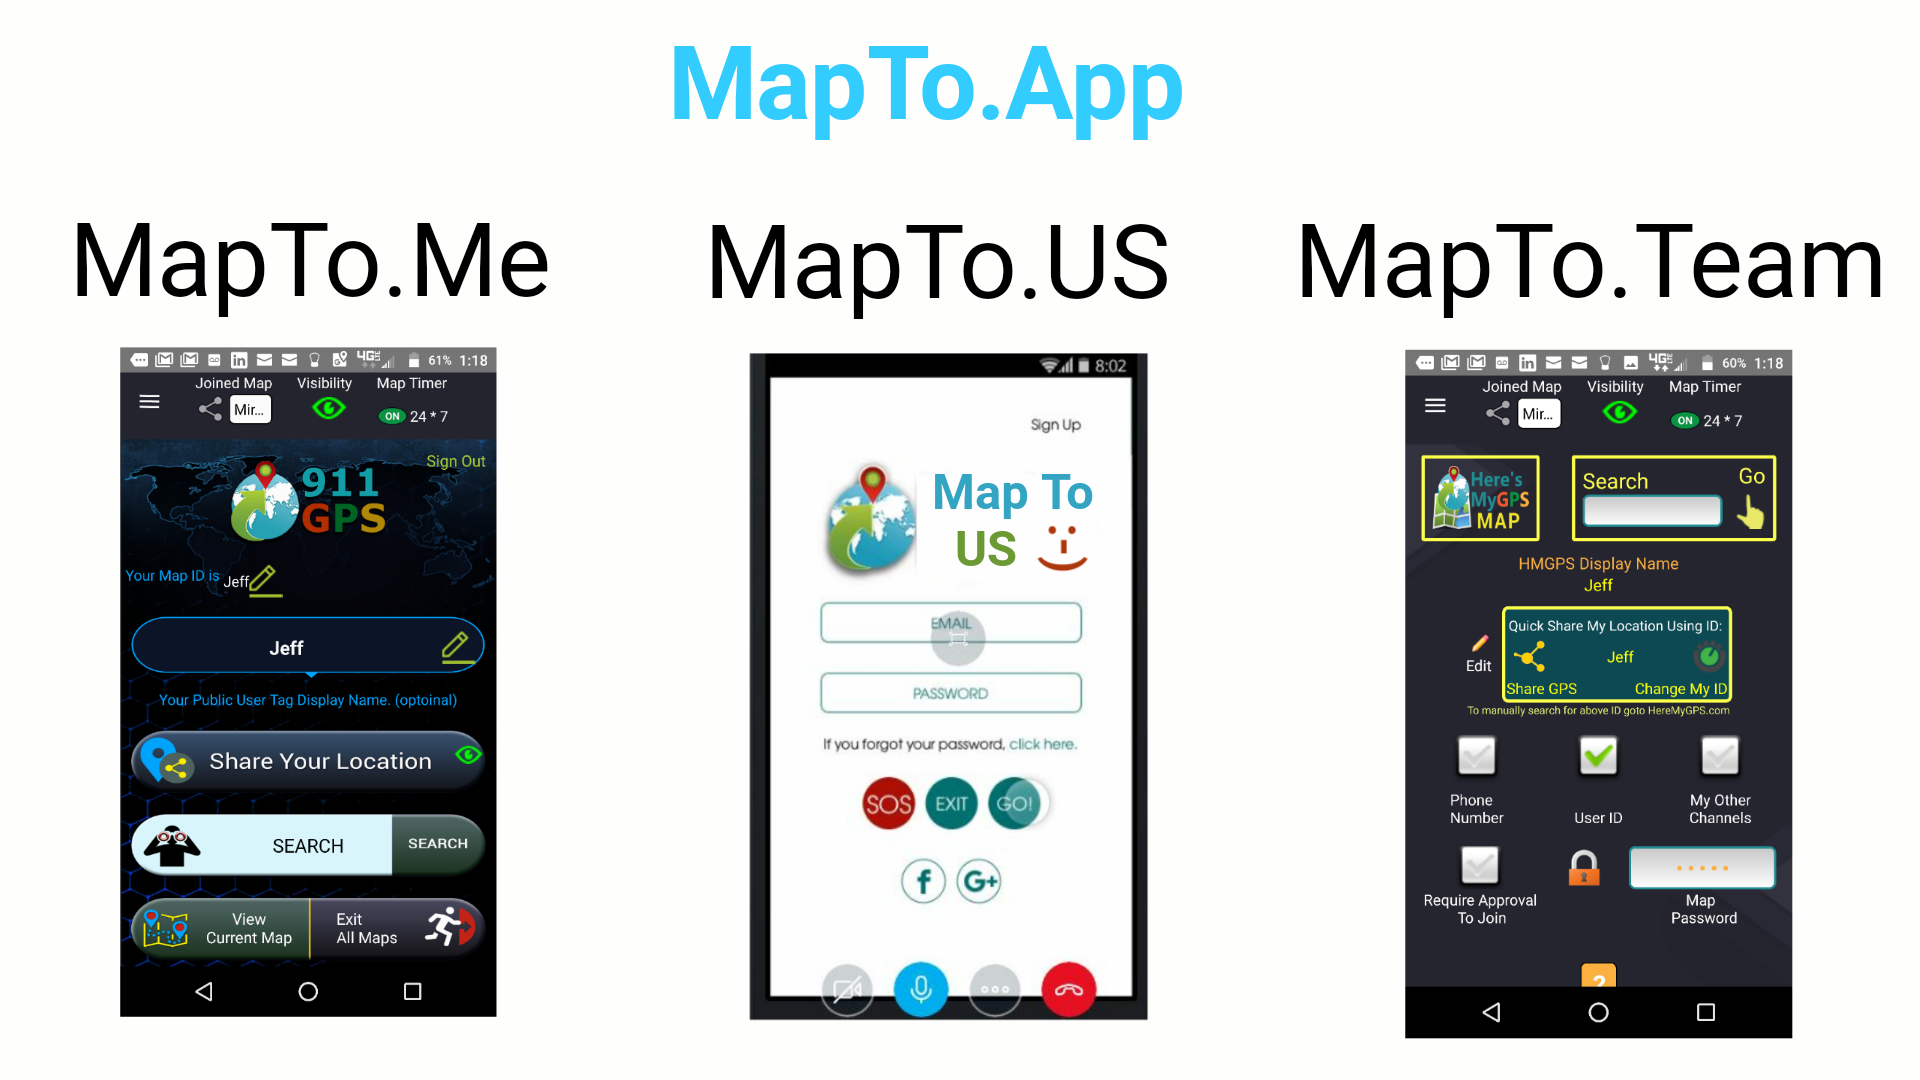 MapTo.App
MapTo.Me
MapTo.US
MapTo.Team
4G LTE 61% 1:18
Joined Map Visibility Map Timer
Mir... ON 24 * 7
Sign Out
911
GPS
Your Map ID is Jeff
Jeff
Your Public User Tag Display Name. (optoinal)
Share Your Location
SEARCH SEARCH
View
Current Map
Exit
All Maps
8:02
Sign Up
Map To
US
EMAIL
PASSWORD
If you forgot your password, click here.
SOS EXIT GO!
f G+
4G LTE 60% 1:18
Joined Map Visibility Map Timer
Mir... ON 24 * 7
Here's
MyGPS
MAP
Search Go
HMGPS Display Name
Jeff
Quick Share My Location Using ID:
Edit
Jeff
Share GPS Change My ID
To manually search for above ID goto HereMyGPS.com
Phone
Number
User ID
My Other
Channels
Require Approval
To Join
Map
Password
?